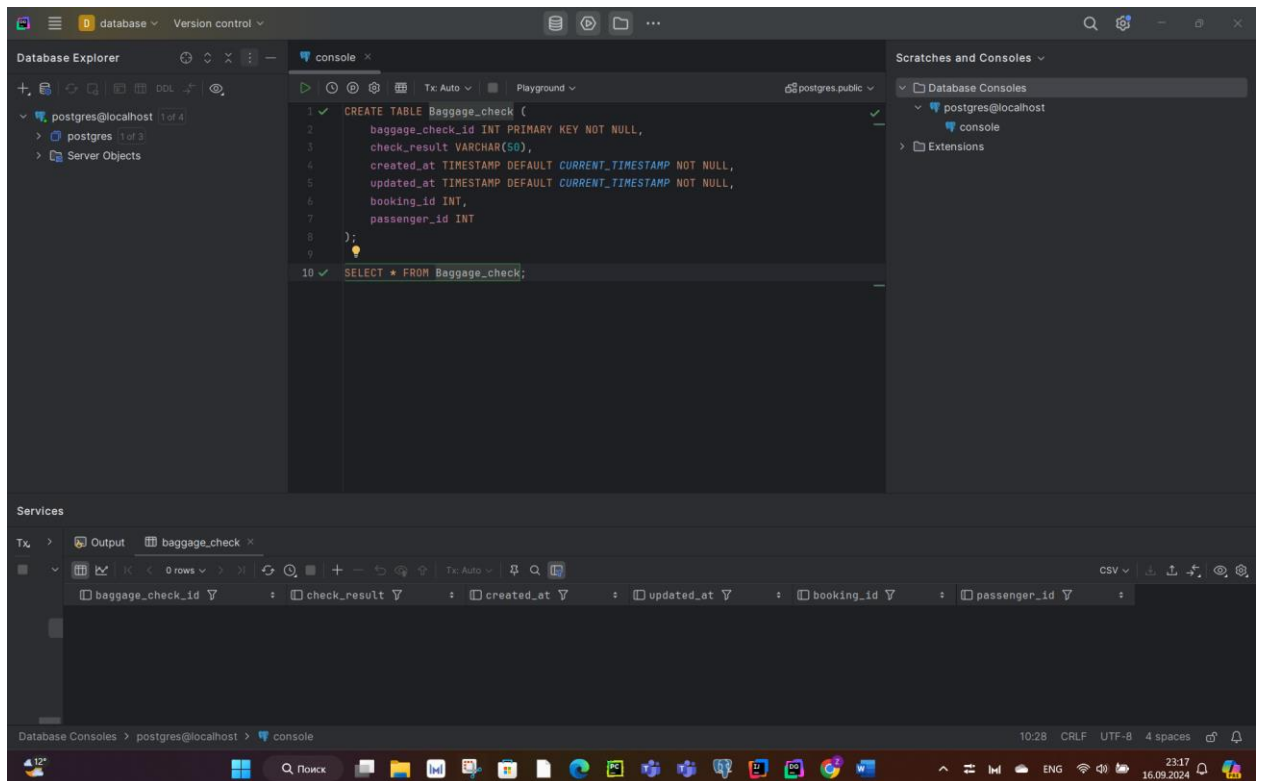 D database Version control
Database Explorer
DDL
postgres@localhost 1 of 4
postgres 1 of 3
Server Objects
console
Tx: Auto Playground postgres.public
1 CREATE TABLE Baggage_check (
2 baggage_check_id INT PRIMARY KEY NOT NULL,
3 check_result VARCHAR(50),
4 created_at TIMESTAMP DEFAULT CURRENT_TIMESTAMP NOT NULL,
5 updated_at TIMESTAMP DEFAULT CURRENT_TIMESTAMP NOT NULL,
6 booking_id INT,
7 passenger_id INT
8 );
9
10 SELECT * FROM Baggage_check;
Scratches and Consoles
Database Consoles
postgres@localhost
console
Extensions
Services
Tx Output baggage_check
0 rows Tx: Auto CSV
baggage_check_id check_result created_at updated_at booking_id passenger_id
Database Consoles > postgres@localhost > console 10:28 CRLF UTF-8 4 spaces
12° Поиск ENG 23:17
16.09.2024